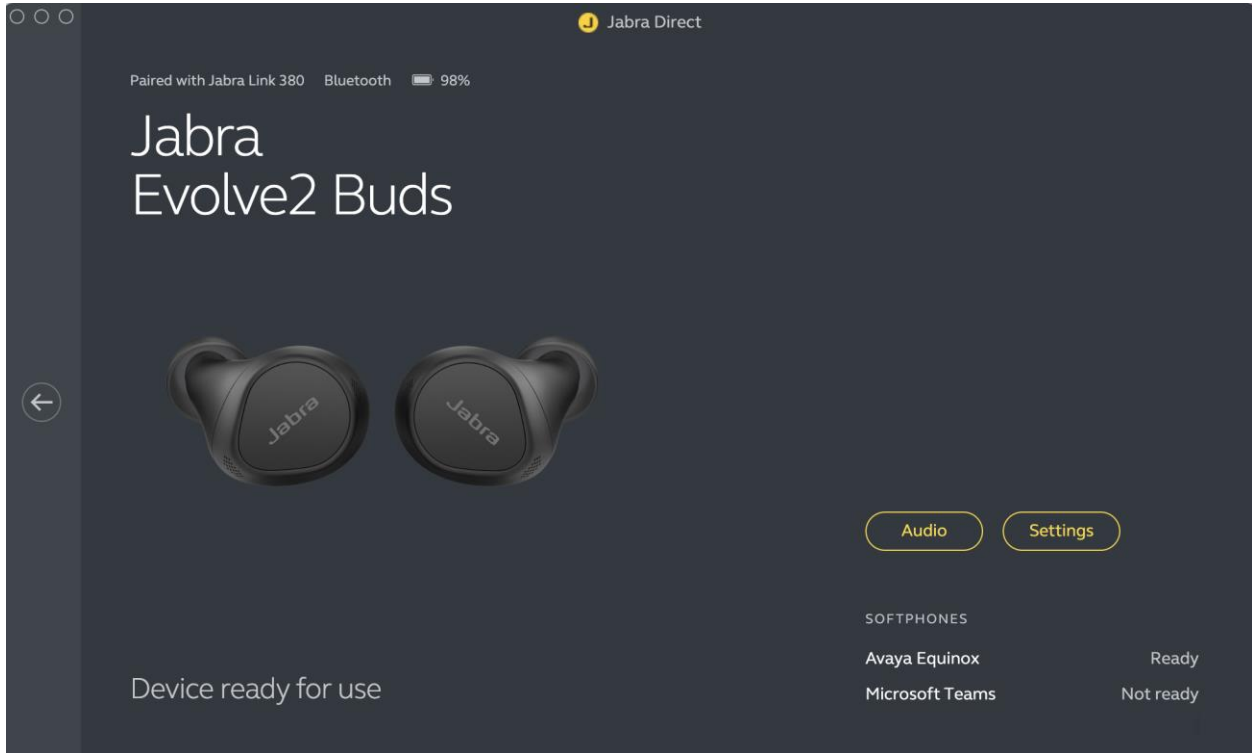 Jabra Direct
Paired with Jabra Link 380 Bluetooth 98%
Jabra
Evolve2 Buds
Jabra Jabra
Audio Settings
SOFTPHONES
Avaya Equinox Ready
Microsoft Teams Not ready
Device ready for use